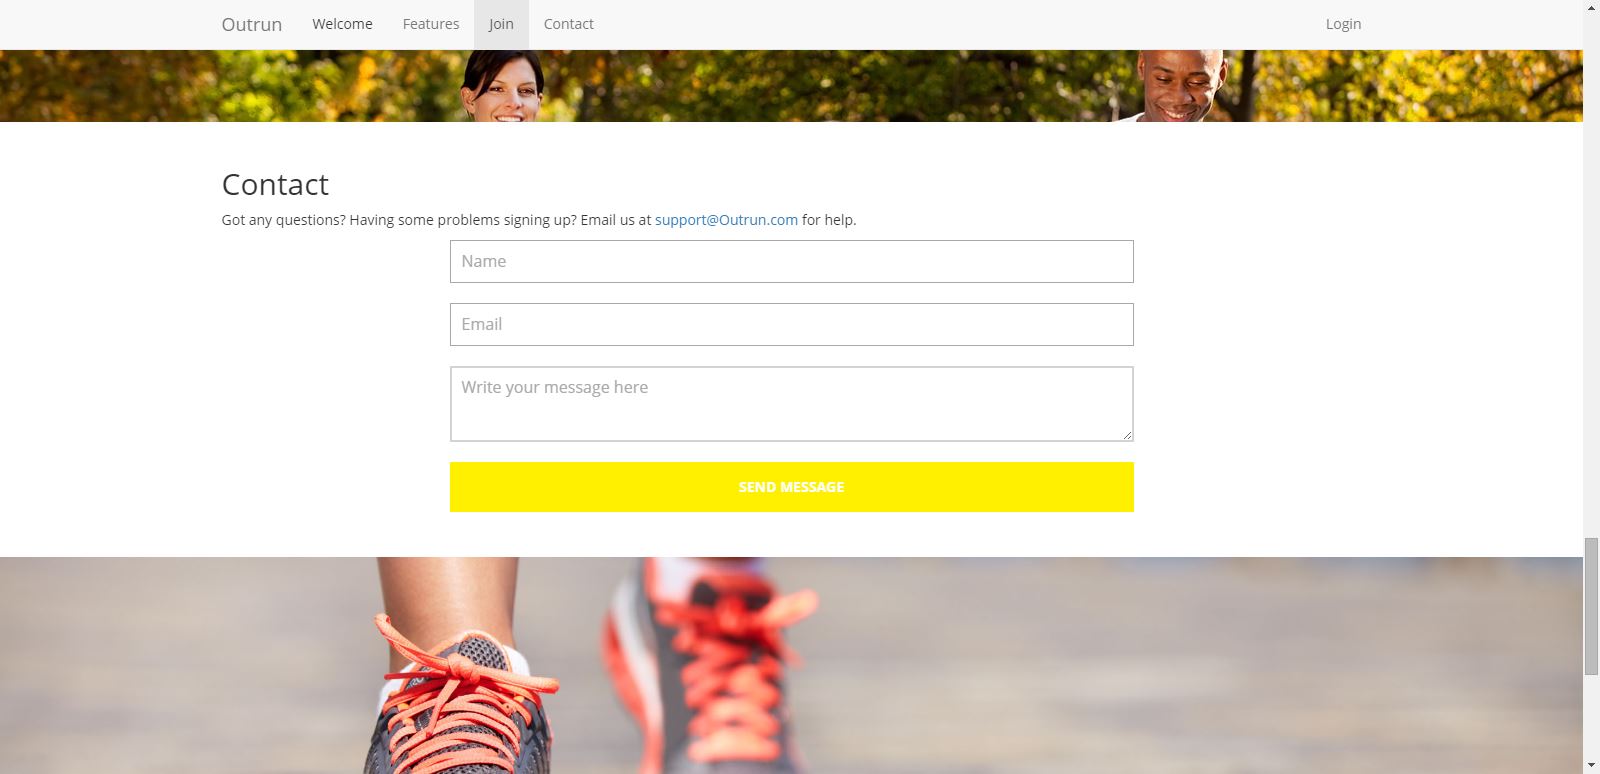 Outrun Welcome Features Join Contact Login
Contact
Got any questions? Having some problems signing up? Email us at support@Outrun.com for help.
Name
Email
Write your message here
SEND MESSAGE